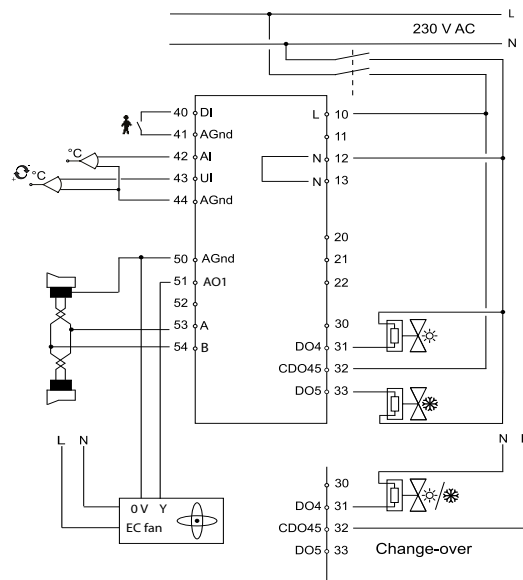 L
230 V AC
N
40 DI
41 AGnd
°C
42 AI
°C
43 UI
44 AGnd
L 10
11
N 12
N 13
20
21
22
50 AGnd
51 AO1
52
53 A
54 B
30
DO4 31
CDO45 32
DO5 33
L N
0 V Y
EC fan
N
30
DO4 31
CDO45 32
DO5 33
Change-over